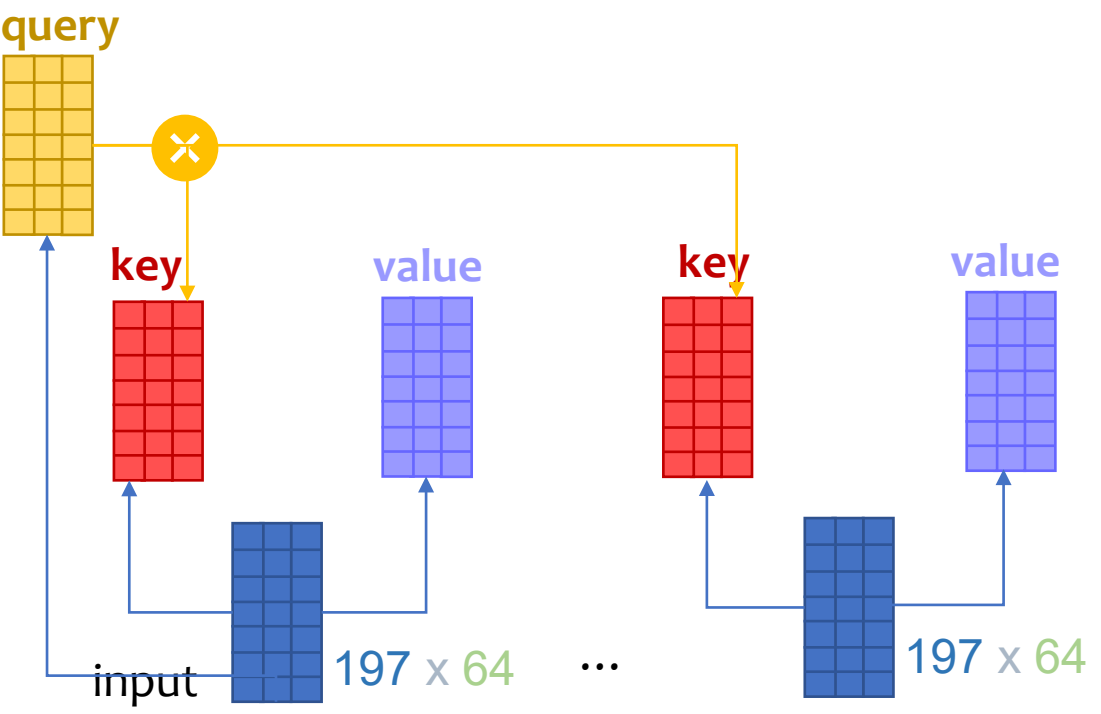 query
key
value
key
value
input
197 x 64
...
197 x 64